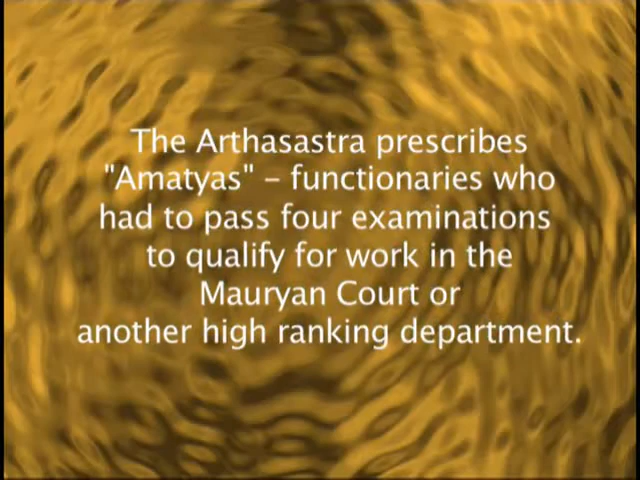 The Arthasastra prescribes
"Amatyas" – functionaries who
had to pass four examinations
to qualify for work in the
Mauryan Court or
another high ranking department.